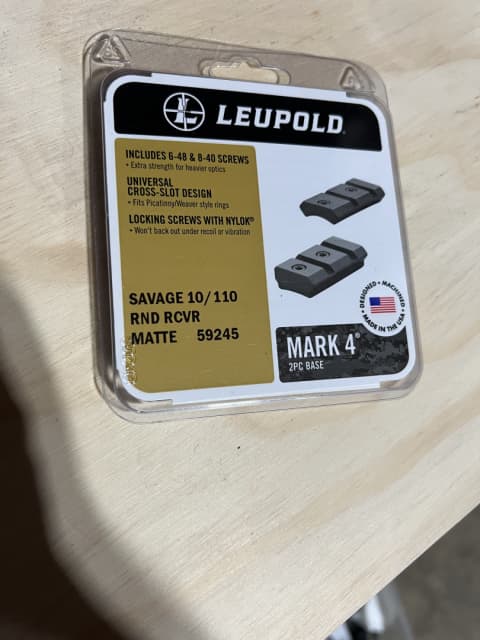 LEUPOLD®
INCLUDES 6-48 & 8-40 SCREWS
• Extra strength for heavier optics
UNIVERSAL
CROSS-SLOT DESIGN
• Fits Picatinny/Weaver style rings
LOCKING SCREWS WITH NYLOK®
• Won't back out under recoil or vibration
SAVAGE 10/110
RND RCVR
MATTE 59245
DESIGNED • MACHINED
MADE IN THE USA
MARK 4®
2PC BASE